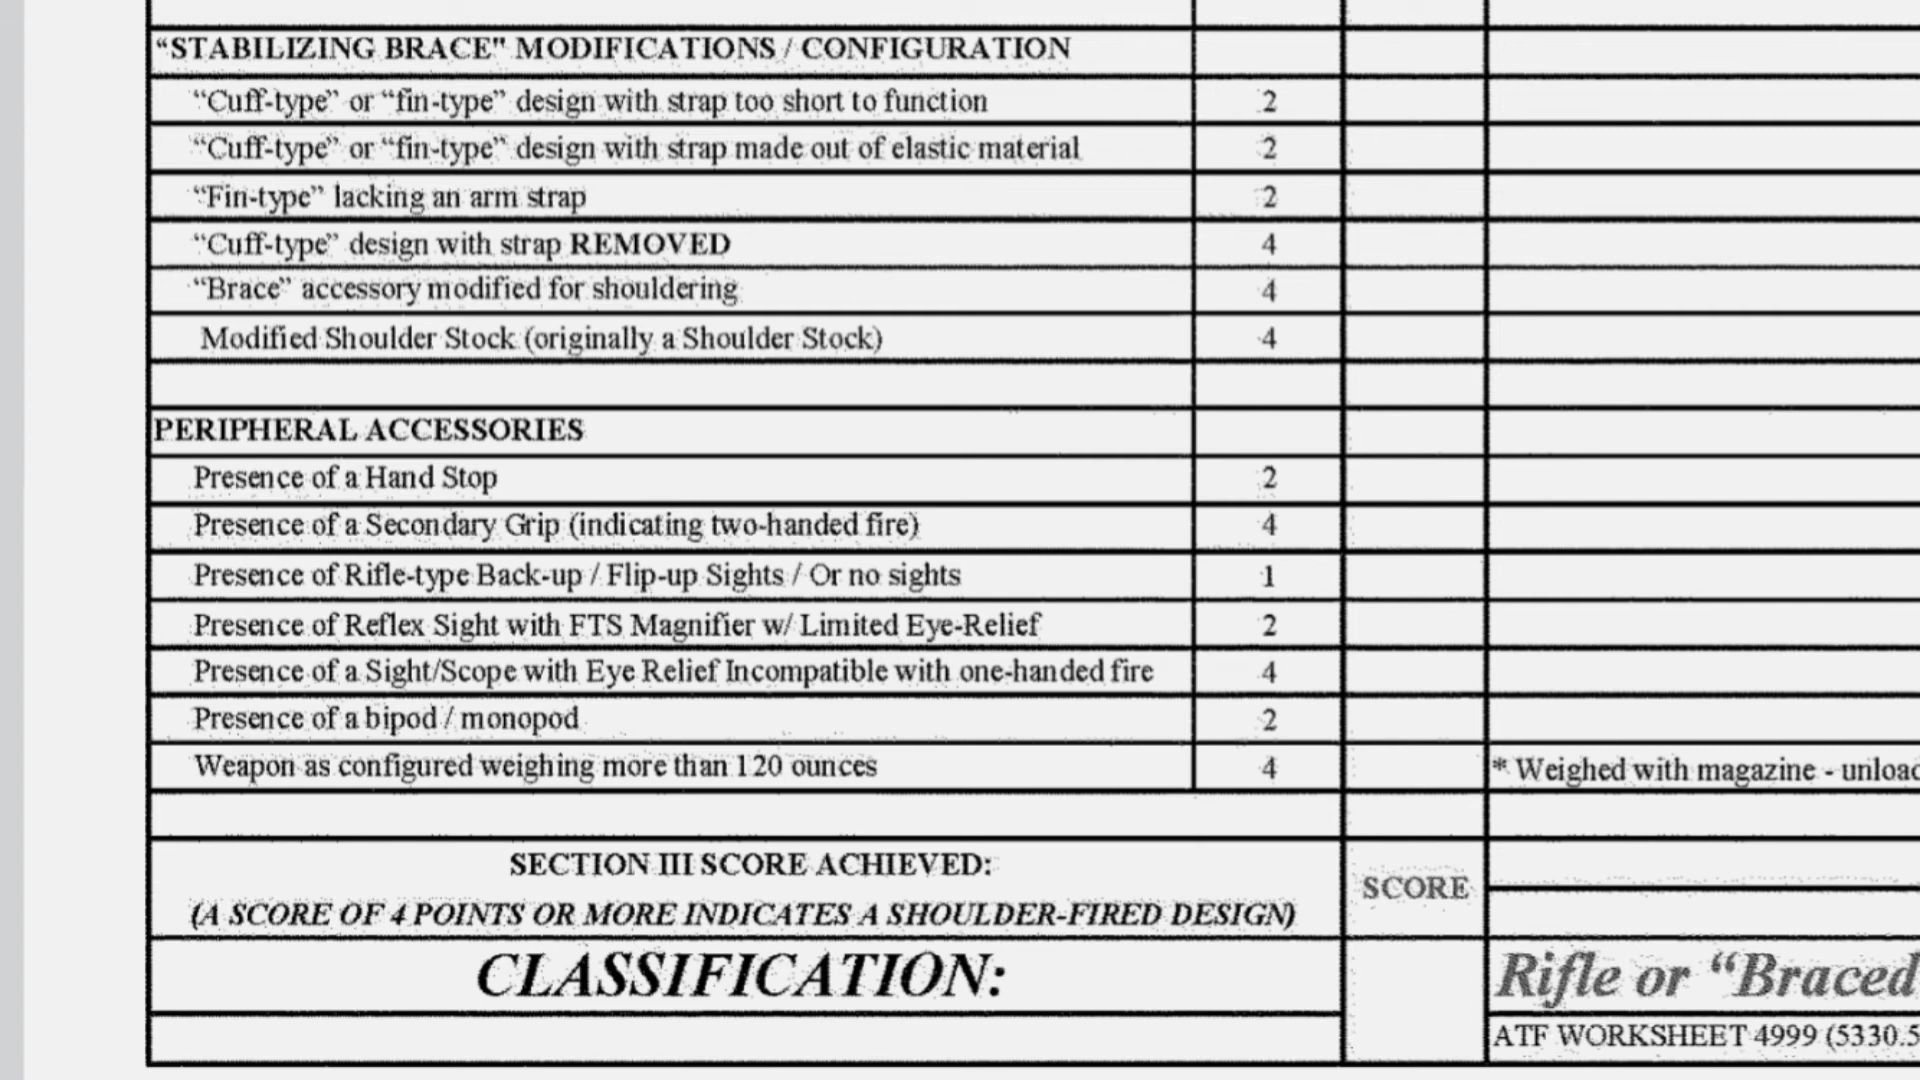 “STABILIZING BRACE" MODIFICATIONS / CONFIGURATION
“Cuff-type” or “fin-type” design with strap too short to function 2
“Cuff-type” or “fin-type” design with strap made out of elastic material 2
“Fin-type” lacking an arm strap 2
“Cuff-type” design with strap REMOVED 4
“Brace” accessory modified for shouldering 4
Modified Shoulder Stock (originally a Shoulder Stock) 4
PERIPHERAL ACCESSORIES
Presence of a Hand Stop 2
Presence of a Secondary Grip (indicating two-handed fire) 4
Presence of Rifle-type Back-up / Flip-up Sights / Or no sights 1
Presence of Reflex Sight with FTS Magnifier w/ Limited Eye-Relief 2
Presence of a Sight/Scope with Eye Relief Incompatible with one-handed fire 4
Presence of a bipod / monopod 2
Weapon as configured weighing more than 120 ounces 4 * Weighed with magazine - unload
SECTION III SCORE ACHIEVED:
SCORE
(A SCORE OF 4 POINTS OR MORE INDICATES A SHOULDER-FIRED DESIGN)
CLASSIFICATION: Rifle or “Braced
ATF WORKSHEET 4999 (5330.5